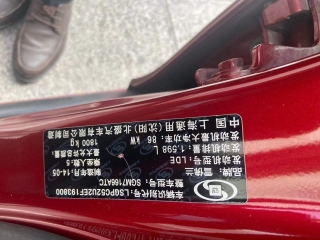 中国 上海通用(沈阳)北盛汽车有限公司制造
发动机最大净功率: 86 kW
最大允许总质量: 1800 kg
发动机排量: 1.598 L
乘坐人数: 5
发动机型号: LDE
制造年月: 14-05
雪佛兰
整车型号: SGM7166ATC
车辆识别代号: LSGPC52U2EF193800